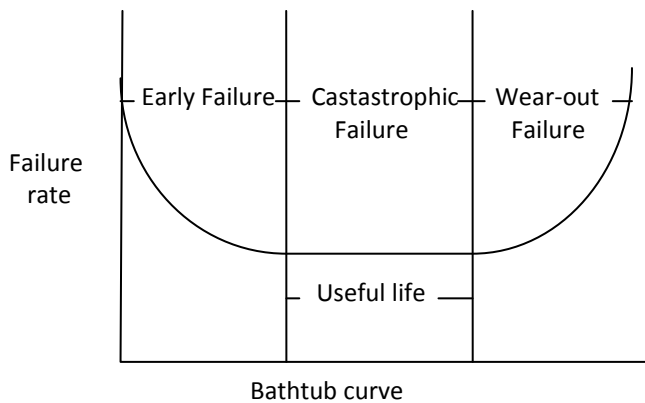 Early Failure
Castastrophic
Failure
Wear-out
Failure
Failure
rate
Useful life
Bathtub curve